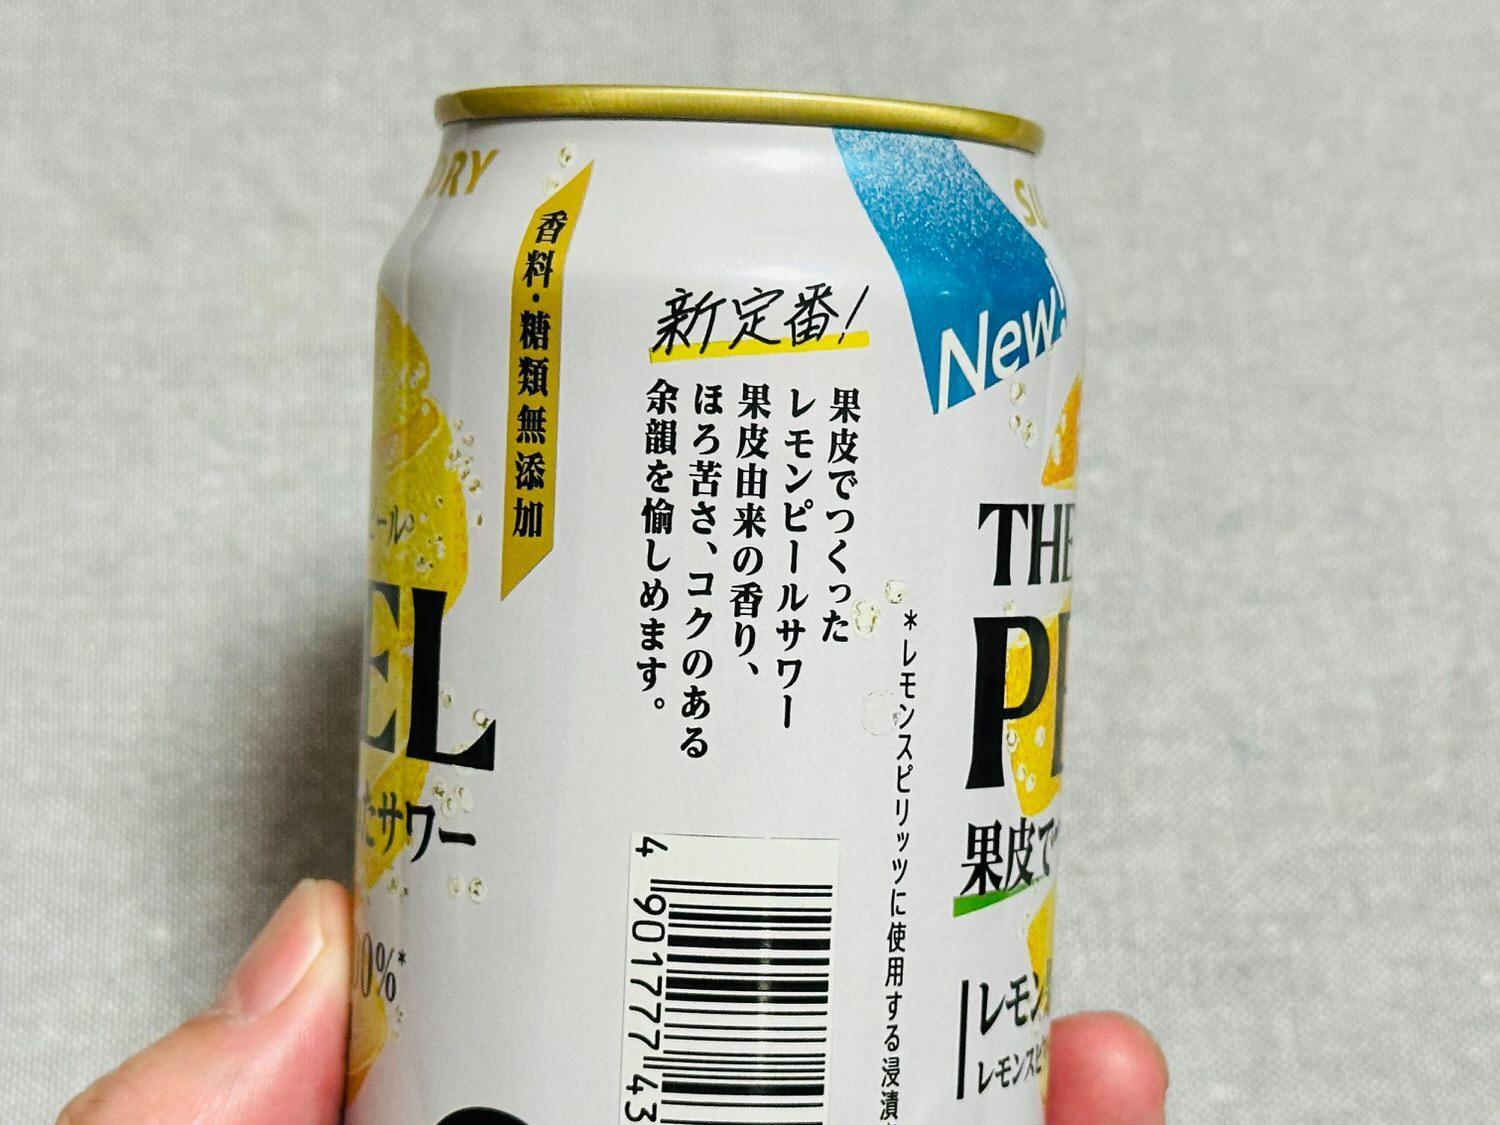 香料・糖類無添加
新定番!
果皮でつくった
レモンピールサワー
果皮由来の香り、
ほろ苦さ、コクのある
余韻を愉しめます。
New!
THE
果皮で
レモン
*レモンスピリッツに使用する浸漬
サワー
4 901777 43